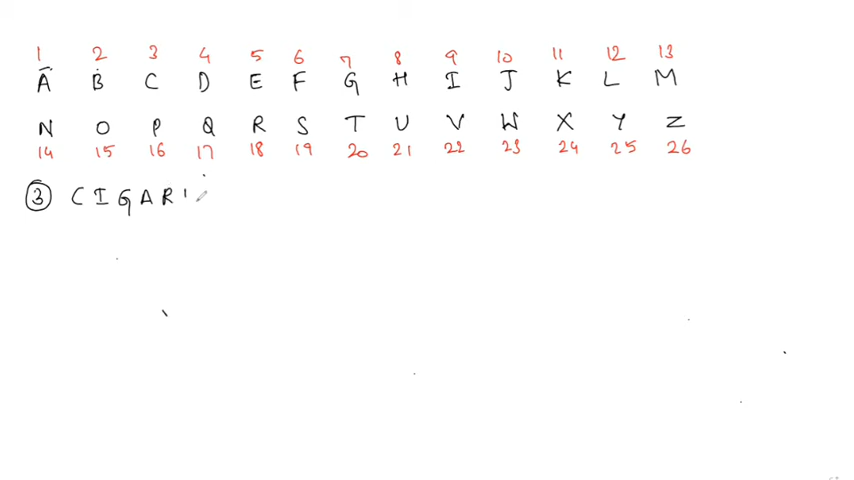 1 2 3 4 5 6 7 8 9 10 11 12 13
A B C D E F G H I J K L M
N O P Q R S T U V W X Y Z
14 15 16 17 18 19 20 21 22 23 24 25 26
3 CIGAR